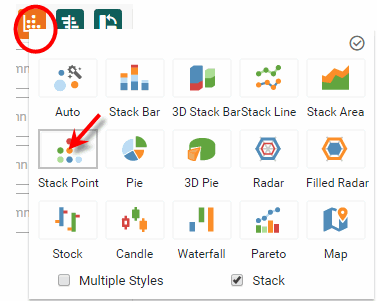 Auto Stack Bar 3D Stack Bar Stack Line Stack Area
Stack Point Pie 3D Pie Radar Filled Radar
Stock Candle Waterfall Pareto Map
Multiple Styles Stack